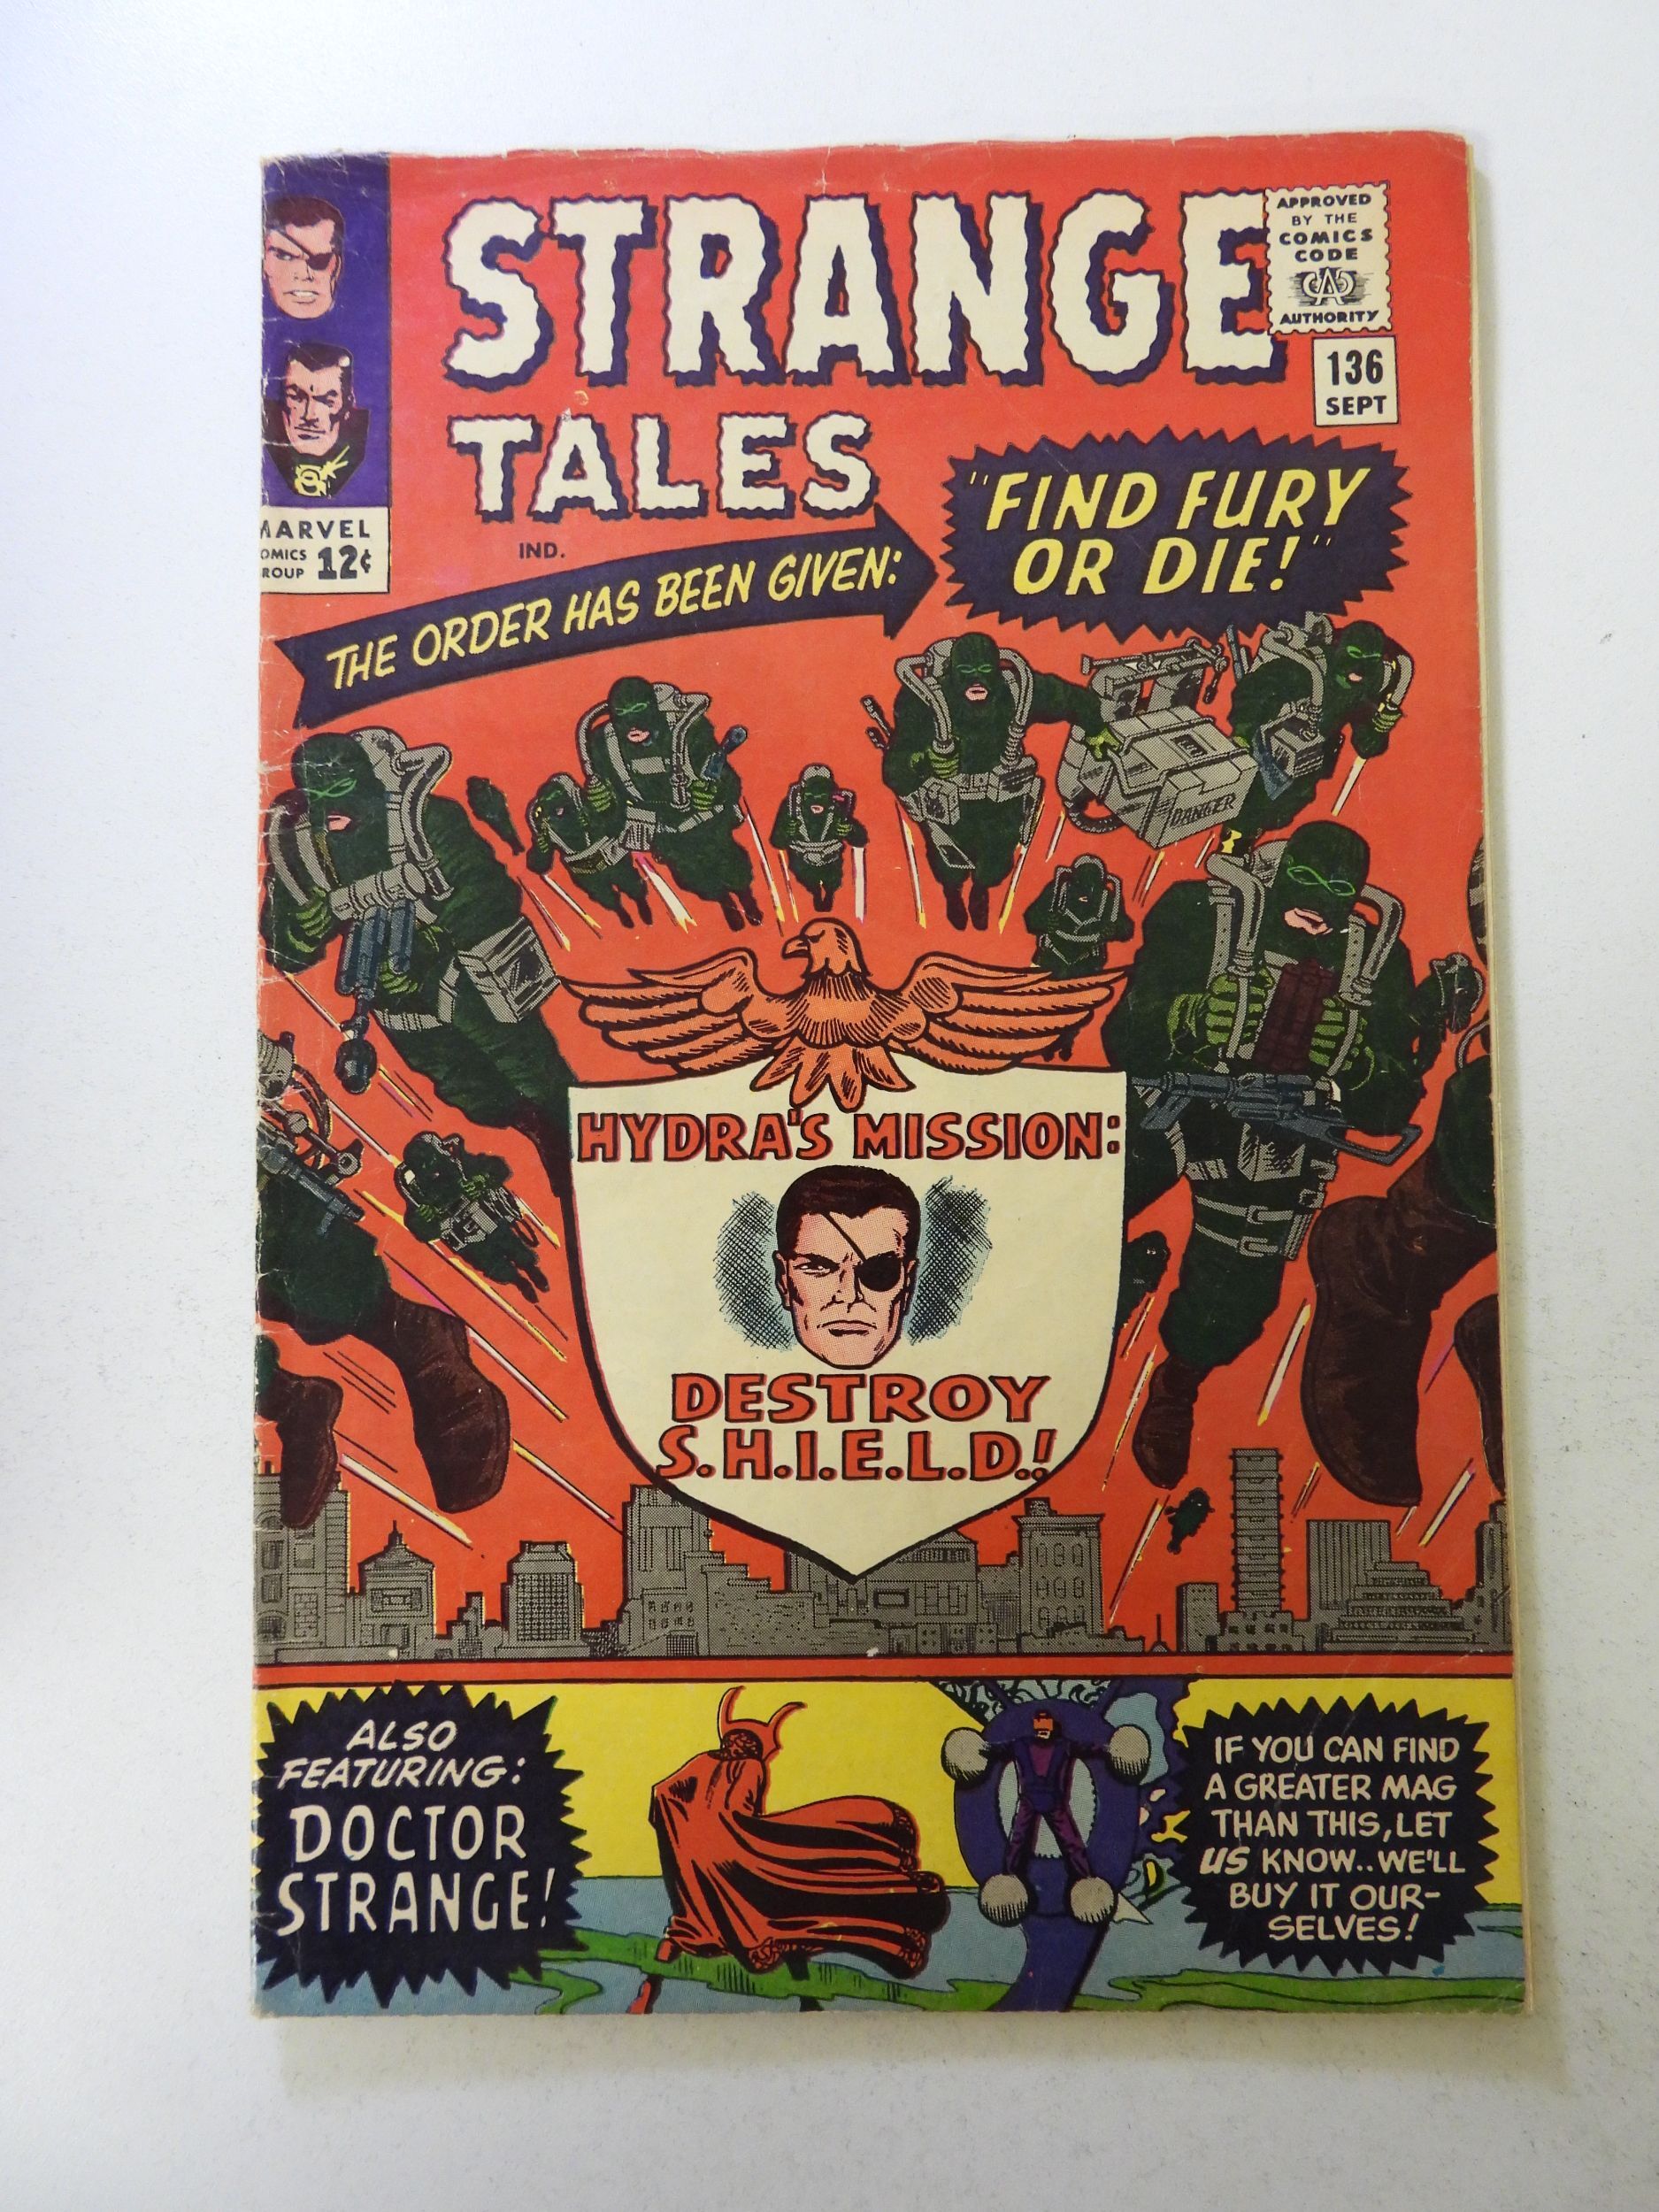 STRANGE
TALES
APPROVED
BY THE
COMICS
CODE
CA
AUTHORITY
136
SEPT
MARVEL
OMICS
ROUP 12¢
IND.
THE ORDER HAS BEEN GIVEN:
"FIND FURY
OR DIE!"
DANGER
HYDRA'S MISSION:
DESTROY
S.H.I.E.L.D.!
ALSO
FEATURING:
DOCTOR
STRANGE!
IF YOU CAN FIND
A GREATER MAG
THAN THIS, LET
US KNOW.. WE'LL
BUY IT OUR-
SELVES!